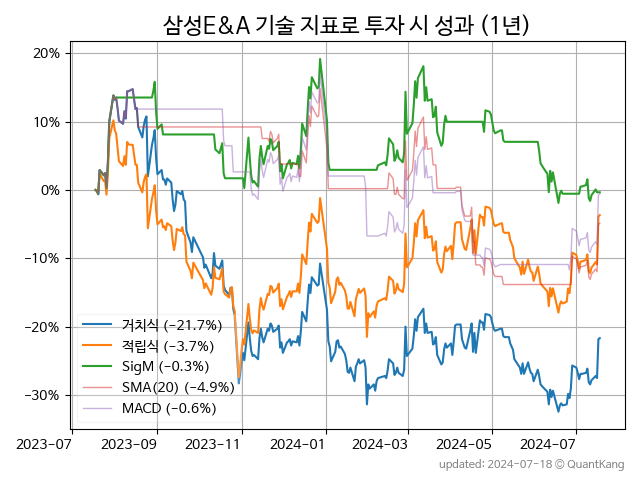 삼성E&A 기술 지표로 투자 시 성과 (1년)
20%
10%
0%
−10%
−20%
−30%
거치식 (−21.7%)
적립식 (−3.7%)
SigM (−0.3%)
SMA(20) (−4.9%)
MACD (−0.6%)
2023-07 2023-09 2023-11 2024-01 2024-03 2024-05 2024-07
updated: 2024-07-18 © QuantKang